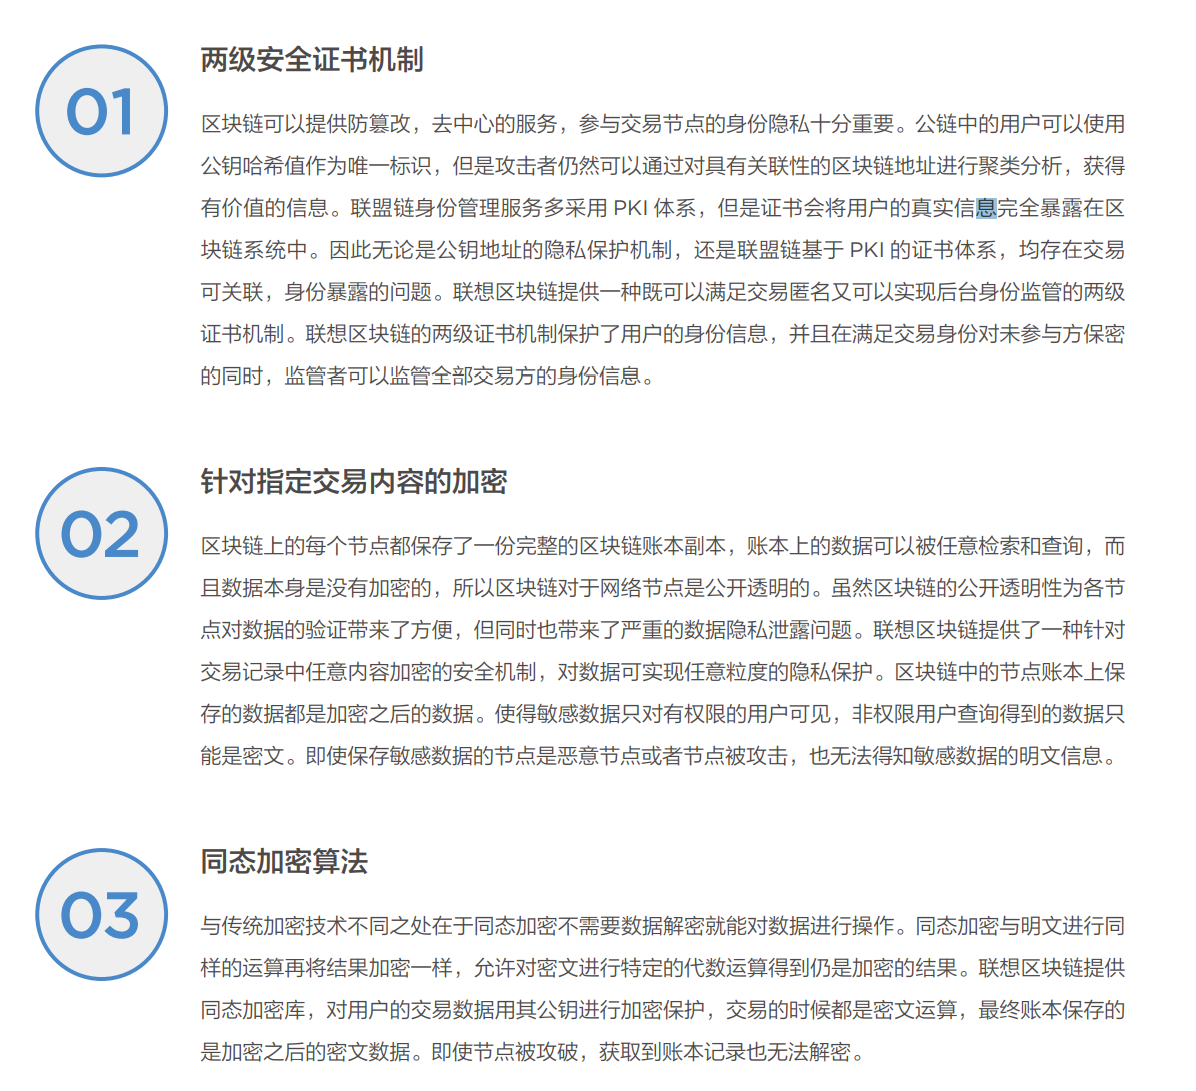 01
两级安全证书机制
区块链可以提供防篡改，去中心的服务，参与交易节点的身份隐私十分重要。公链中的用户可以使用
公钥哈希值作为唯一标识，但是攻击者仍然可以通过对具有关联性的区块链地址进行聚类分析，获得
有价值的信息。联盟链身份管理服务多采用 PKI 体系，但是证书会将用户的真实信息完全暴露在区
块链系统中。因此无论是公钥地址的隐私保护机制，还是联盟链基于 PKI 的证书体系，均存在交易
可关联，身份暴露的问题。联想区块链提供一种既可以满足交易匿名又可以实现后台身份监管的两级
证书机制。联想区块链的两级证书机制保护了用户的身份信息，并且在满足交易身份对未参与方保密
的同时，监管者可以监管全部交易方的身份信息。
02
针对指定交易内容的加密
区块链上的每个节点都保存了一份完整的区块链账本副本，账本上的数据可以被任意检索和查询，而
且数据本身是没有加密的，所以区块链对于网络节点是公开透明的。虽然区块链的公开透明性为各节
点对数据的验证带来了方便，但同时也带来了严重的数据隐私泄露问题。联想区块链提供了一种针对
交易记录中任意内容加密的安全机制，对数据可实现任意粒度的隐私保护。区块链中的节点账本上保
存的数据都是加密之后的数据。使得敏感数据只对有权限的用户可见，非权限用户查询得到的数据只
能是密文。即使保存敏感数据的节点是恶意节点或者节点被攻击，也无法得知敏感数据的明文信息。
03
同态加密算法
与传统加密技术不同之处在于同态加密不需要数据解密就能对数据进行操作。同态加密与明文进行同
样的运算再将结果加密一样，允许对密文进行特定的代数运算得到仍是加密的结果。联想区块链提供
同态加密库，对用户的交易数据用其公钥进行加密保护，交易的时候都是密文运算，最终账本保存的
是加密之后的密文数据。即使节点被攻破，获取到账本记录也无法解密。